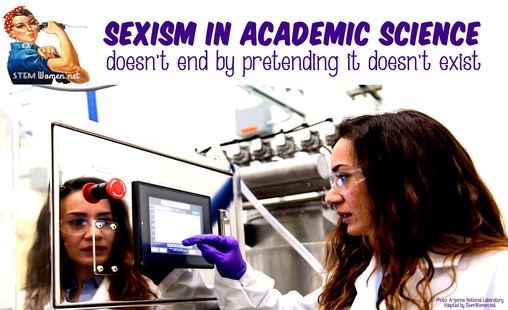 SEXISM IN ACADEMIC SCIENCE
doesn't end by pretending it doesn't exist
STEM Women.net
Photo: Argonne National Laboratory
Adapted by StemWomen.net